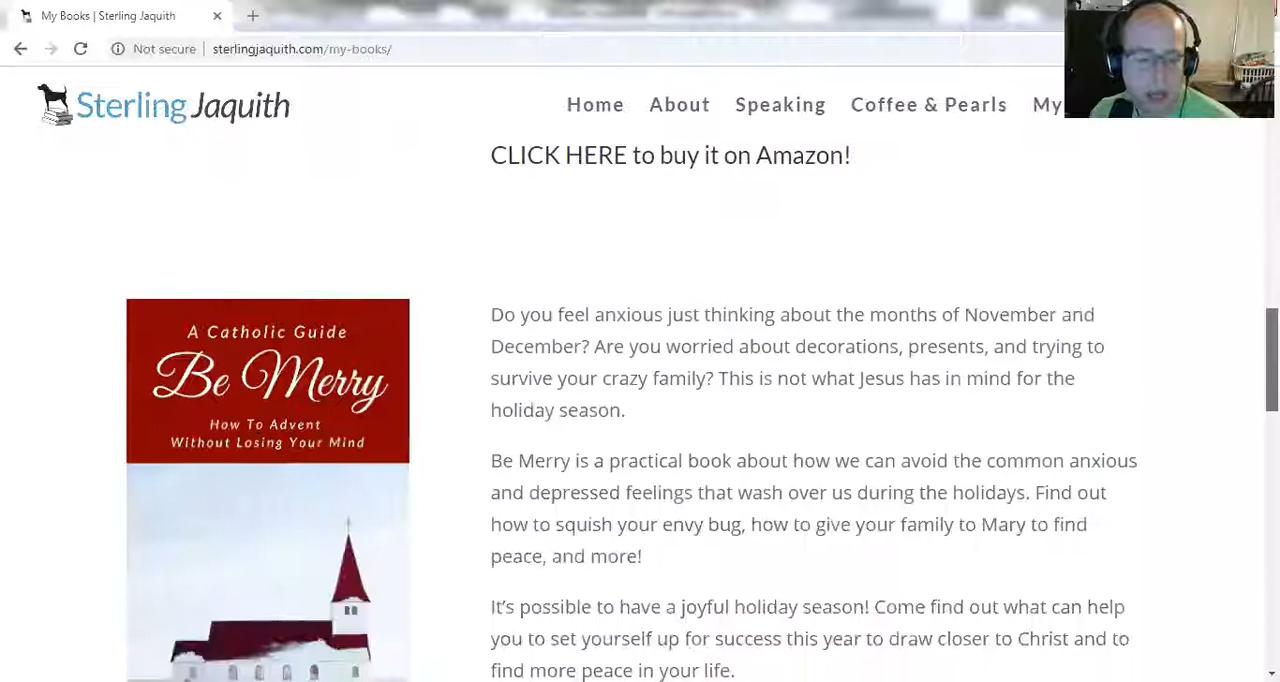 My Books | Sterling Jaquith
Not secure | sterlingjaquith.com/my-books/
Sterling Jaquith
Home About Speaking Coffee & Pearls My
CLICK HERE to buy it on Amazon!
A Catholic Guide
Be Merry
How To Advent
Without Losing Your Mind
Do you feel anxious just thinking about the months of November and
December? Are you worried about decorations, presents, and trying to
survive your crazy family? This is not what Jesus has in mind for the
holiday season.
Be Merry is a practical book about how we can avoid the common anxious
and depressed feelings that wash over us during the holidays. Find out
how to squish your envy bug, how to give your family to Mary to find
peace, and more!
It’s possible to have a joyful holiday season! Come find out what can help
you to set yourself up for success this year to draw closer to Christ and to
find more peace in your life.